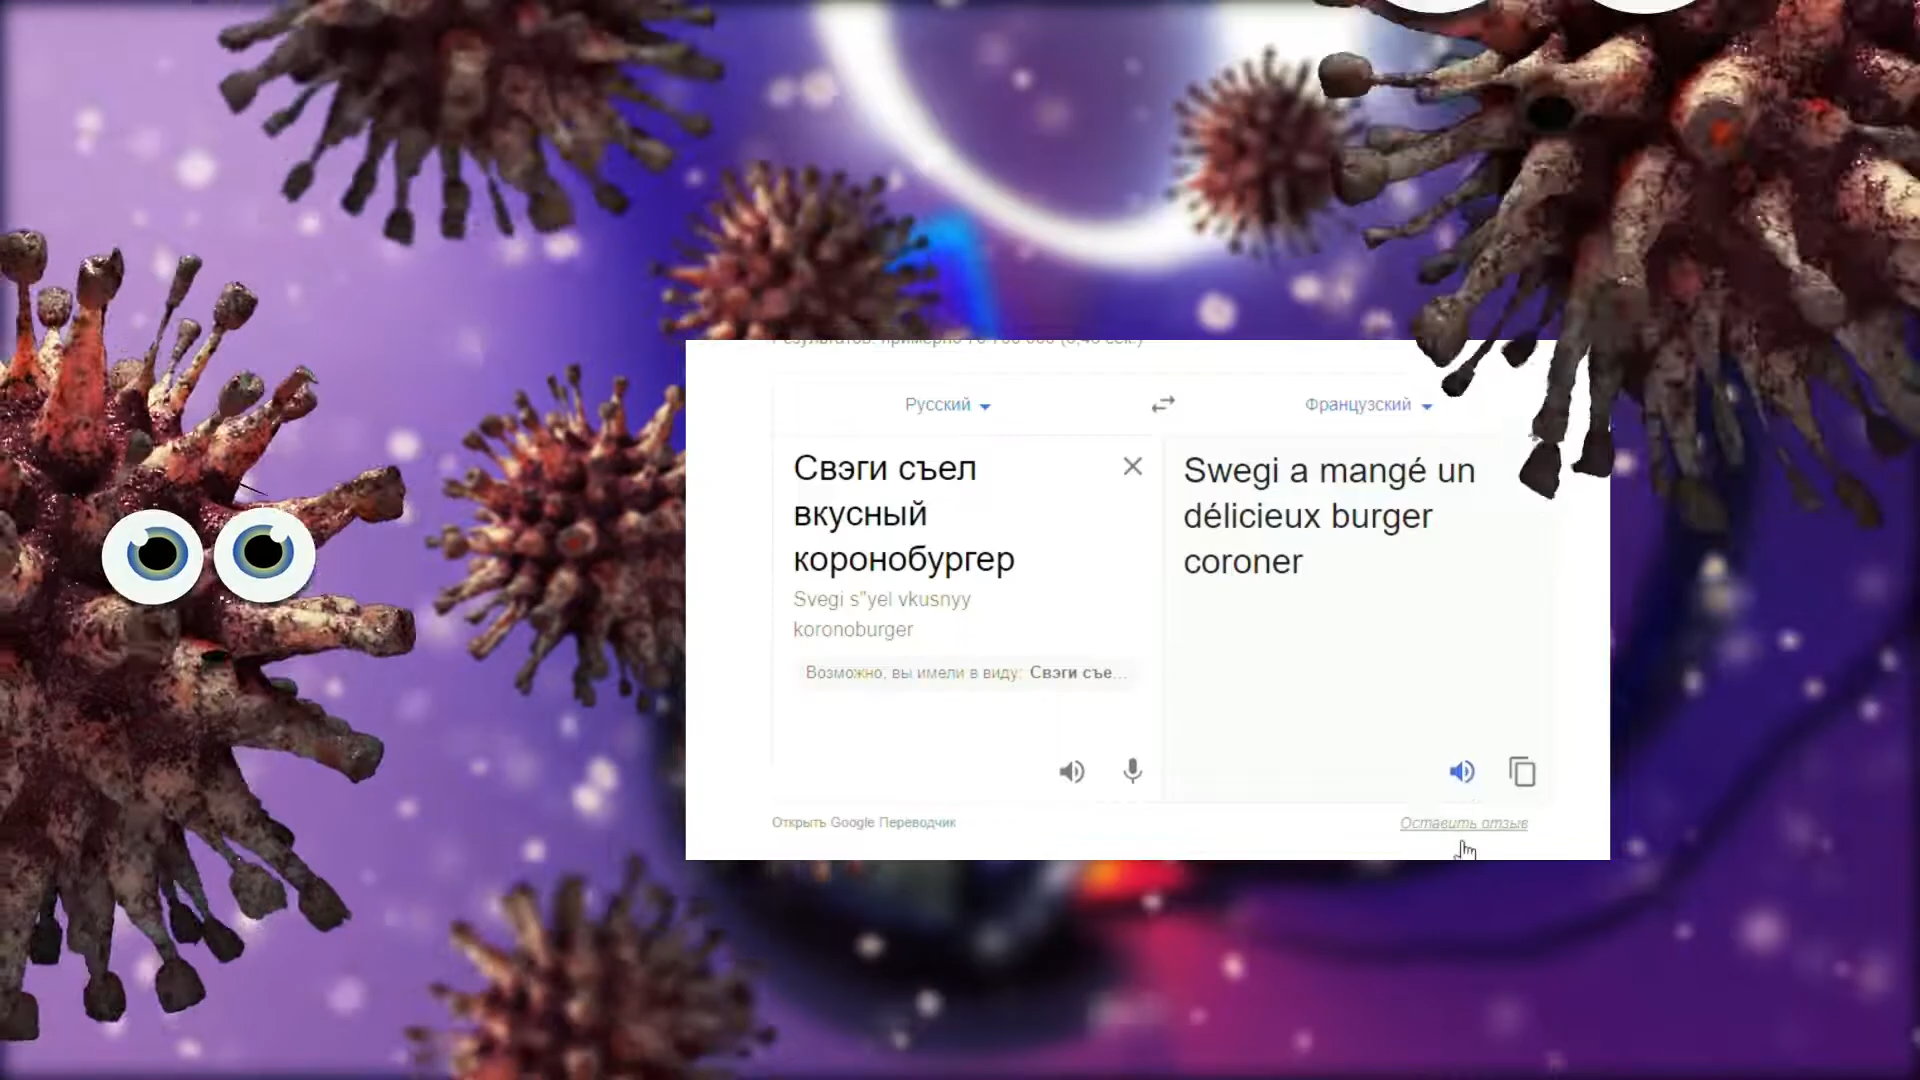 Русский
Французский
Свэги съел
вкусный
коронобургер
Svegi s"yel vkusnyy
koronoburger
Возможно, вы имели в виду: Свэги съе...
Swegi a mangé un
délicieux burger
coroner
Открыть Google Переводчик
Оставить отзыв